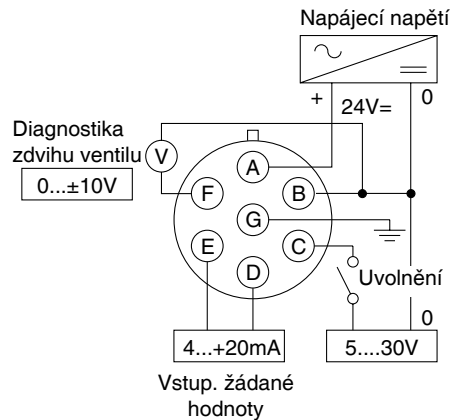 Napájecí napětí
+
24V=
0
Diagnostika
zdvihu ventilu
V
0...±10V
A
F
B
G
E
C
D
Uvolnění
0
4...+20mA
5....30V
Vstup. žádané
hodnoty